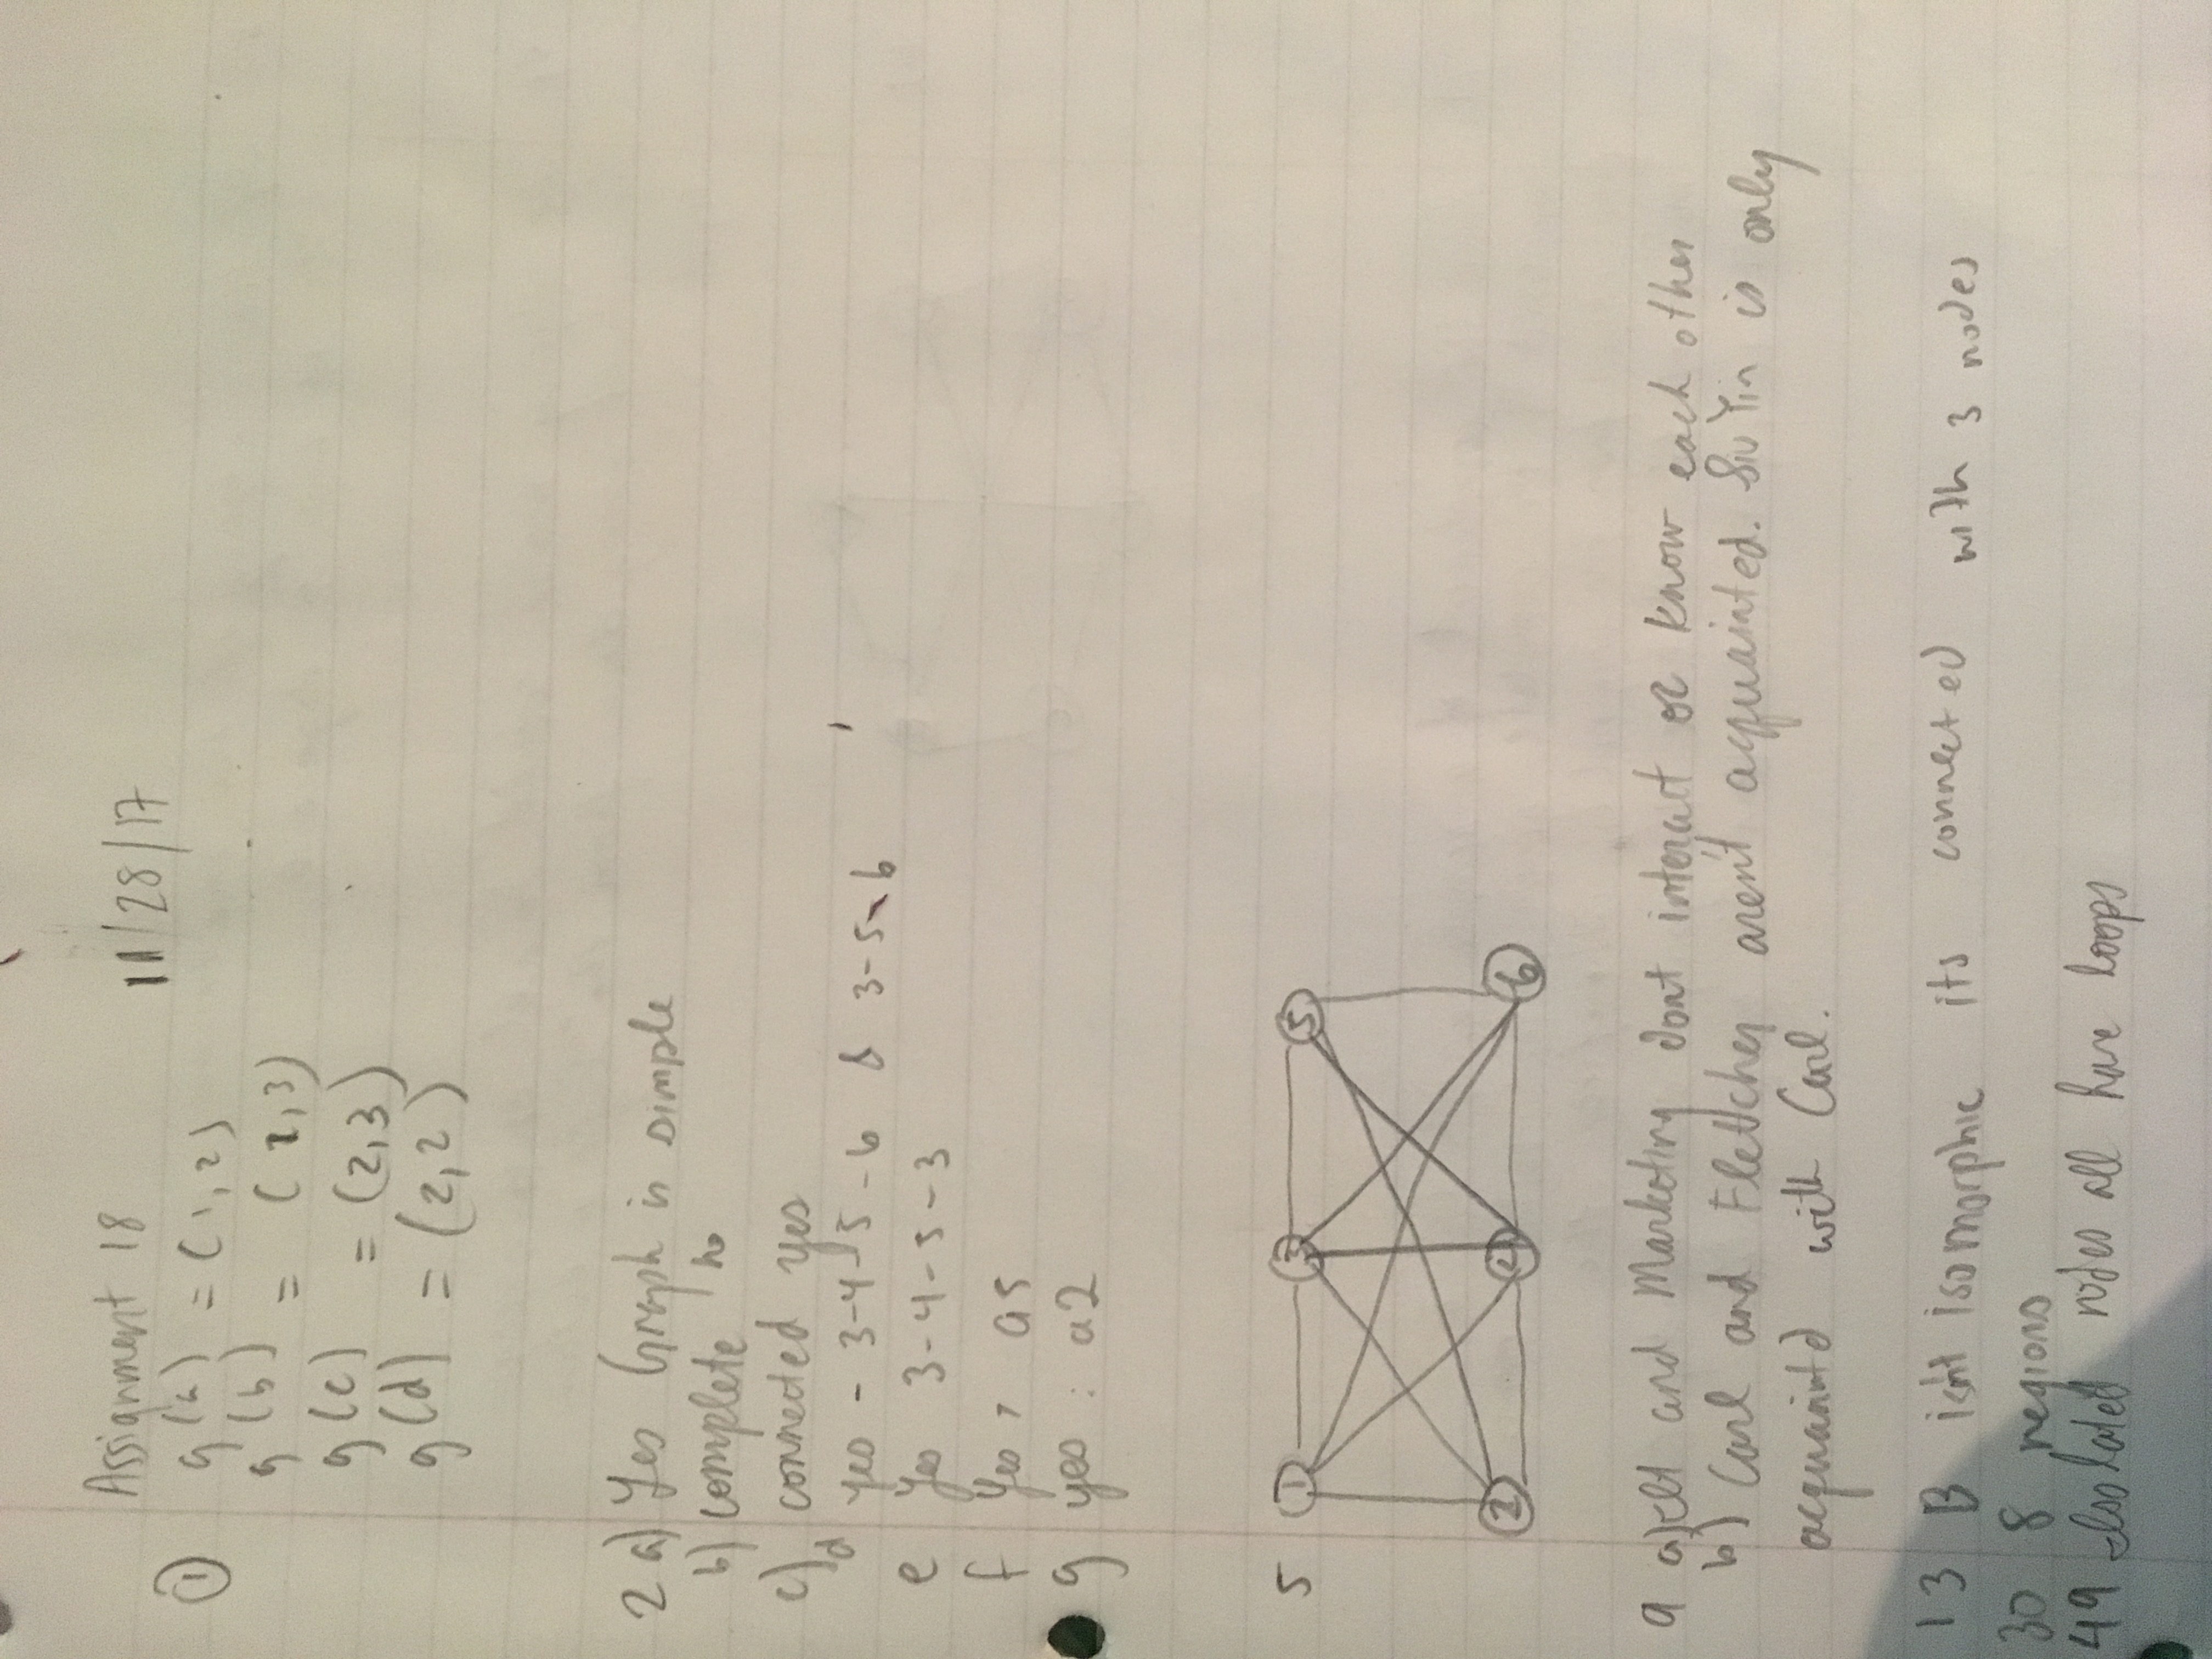 Assignment 18 11/28/17
① g(a) = (1,2)
g(b) = (1,3)
g(c) = (2,3)
g(d) = (2,2)
2 a) Yes Graph is simple
b) complete no
c) connected yes
d yes - 3-4-5-6 & 3-5-6
e Yes 3-4-5-3
f Yes, a5
g yes : a2
5 1 3 5
2 4 6
9 a) It and Marketing dont interact or know each other
b) Carl and Fletcher aren't acquainted. Siu Yin is only
acquaintd with Carl.
13 B isn't isomorphic its connected with 3 nodes
30 8 regions
49 Isolated nodes all have loops